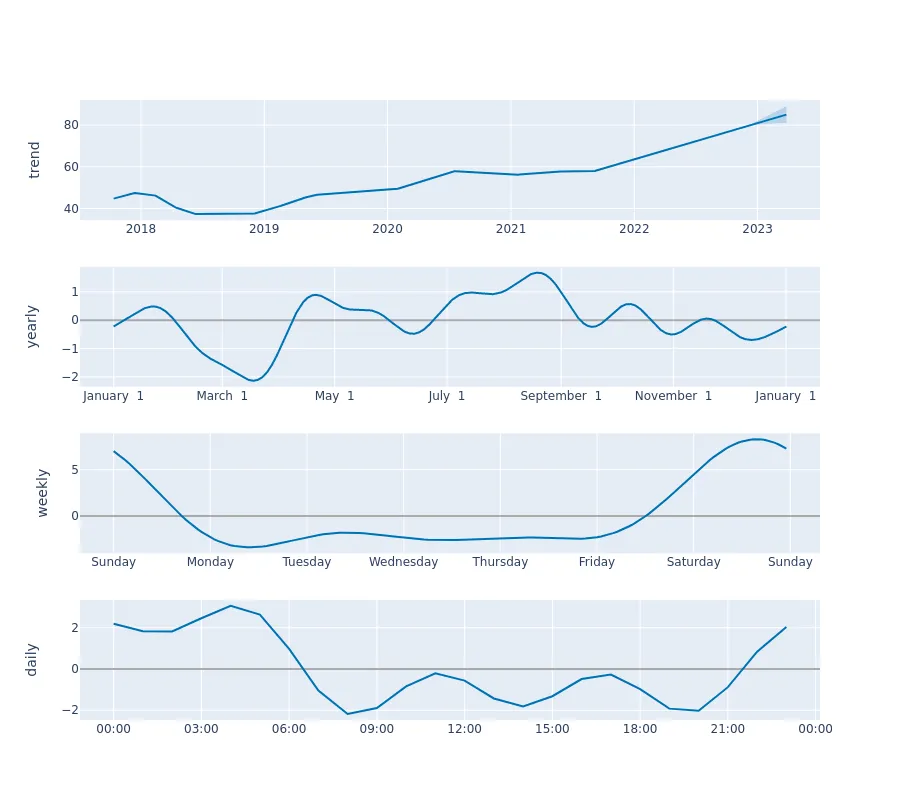 trend
80
60
40
2018 2019 2020 2021 2022 2023
yearly
1
0
−1
−2
January 1 March 1 May 1 July 1 September 1 November 1 January 1
weekly
5
0
Sunday Monday Tuesday Wednesday Thursday Friday Saturday Sunday
daily
2
0
−2
00:00 03:00 06:00 09:00 12:00 15:00 18:00 21:00 00:00